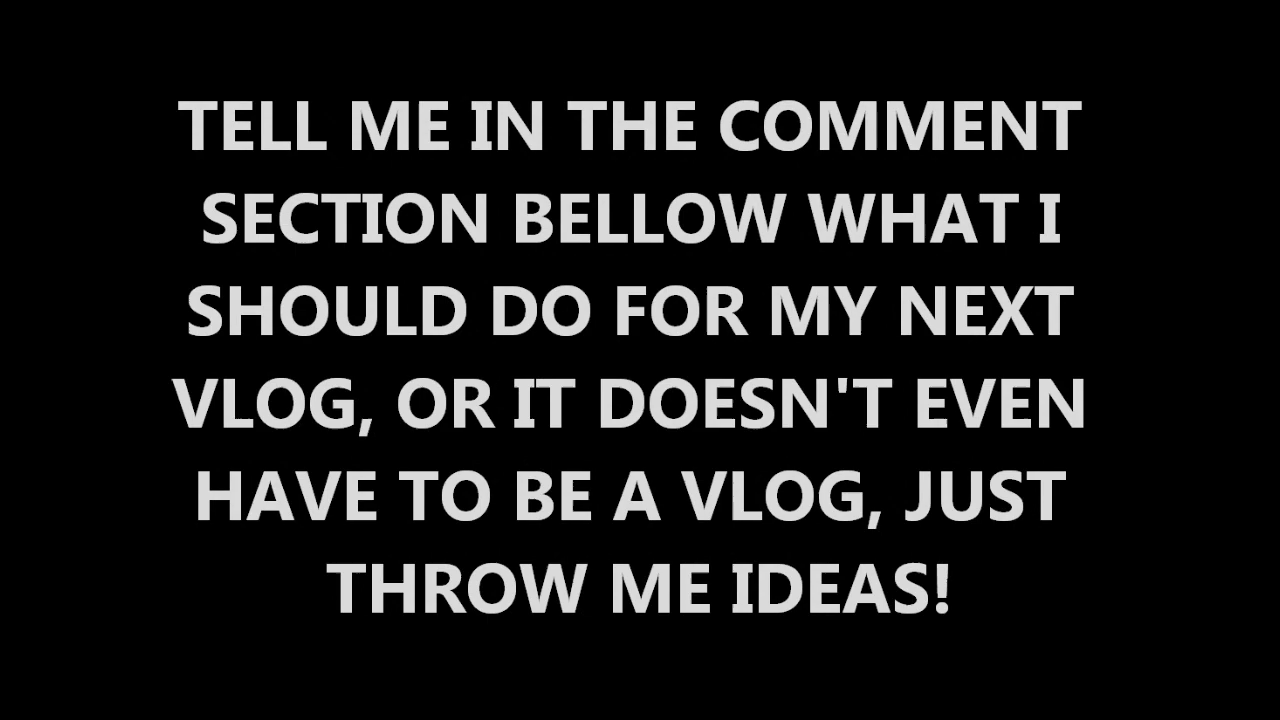 TELL ME IN THE COMMENT
SECTION BELLOW WHAT I
SHOULD DO FOR MY NEXT
VLOG, OR IT DOESN'T EVEN
HAVE TO BE A VLOG, JUST
THROW ME IDEAS!